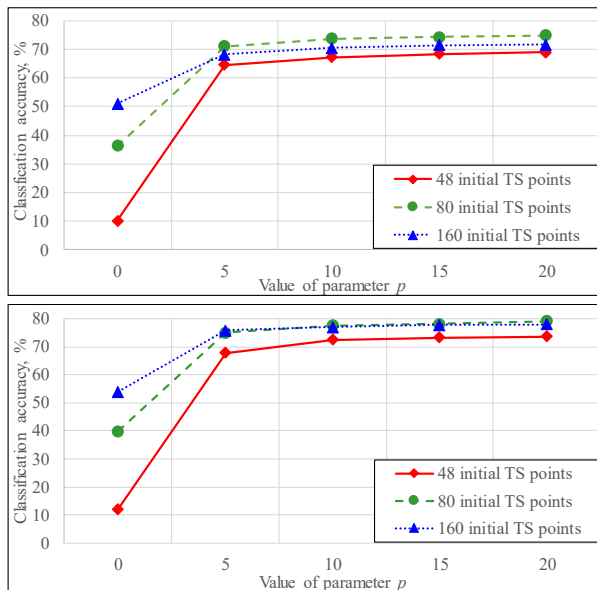 80
70
60
50
40
30
20
10
0
Classfication accuracy, %
48 initial TS points
80 initial TS points
160 initial TS points
0 5 10 15 20
Value of parameter p
80
70
60
50
40
30
20
10
0
Classification accuracy, %
48 initial TS points
80 initial TS points
160 initial TS points
0 5 10 15 20
Value of parameter p